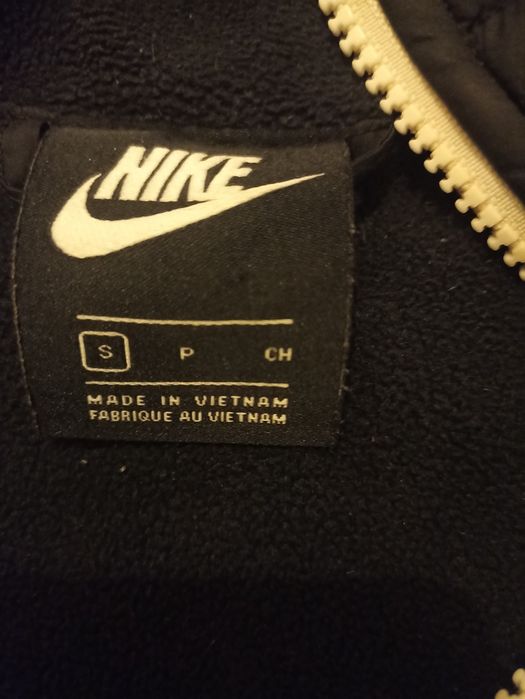 NIKE
S P CH
MADE IN VIETNAM
FABRIQUE AU VIETNAM